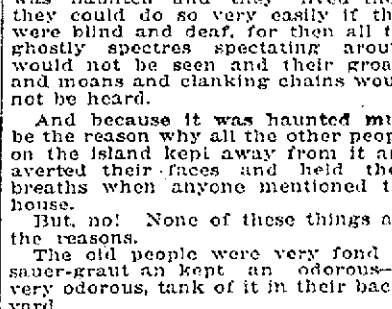 they could do so very easily if th
were blind and deaf, for then all t
ghostly spectres spectating arou
would not be seen and their groa
and moans and clanking chains wou
not be heard.
And because it was haunted mu
be the reason why all the other peop
on the island kept away from it a
averted their faces and held the
breaths when anyone mentioned t
house.
But, no! None of these things a
the reasons.
The old people were very fond
sauer-graut an kept an odorous—
very odorous, tank of it in their bac
yard